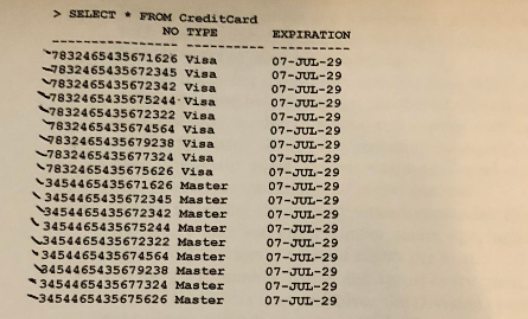 > SELECT * FROM CreditCard
NO TYPE EXPIRATION
---------------- ---------- ---------
7832465435671626 Visa 07-JUL-29
7832465435672345 Visa 07-JUL-29
7832465435672342 Visa 07-JUL-29
7832465435675244 Visa 07-JUL-29
7832465435672322 Visa 07-JUL-29
7832465435674564 Visa 07-JUL-29
7832465435679238 Visa 07-JUL-29
7832465435677324 Visa 07-JUL-29
7832465435675626 Visa 07-JUL-29
3454465435671626 Master 07-JUL-29
3454465435672345 Master 07-JUL-29
3454465435672342 Master 07-JUL-29
3454465435675244 Master 07-JUL-29
3454465435672322 Master 07-JUL-29
3454465435674564 Master 07-JUL-29
3454465435679238 Master 07-JUL-29
3454465435677324 Master 07-JUL-29
3454465435675626 Master 07-JUL-29